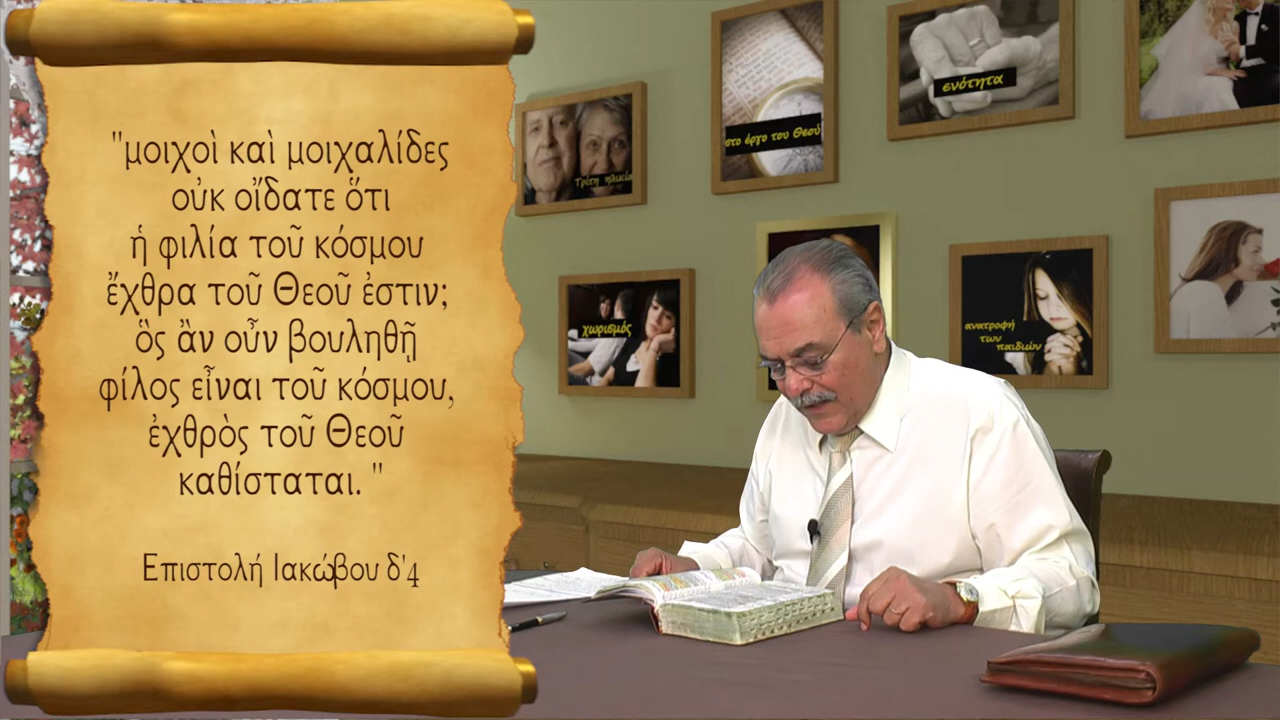 "μοιχοὶ καὶ μοιχαλίδες
οὐκ οἴδατε ὅτι
ἡ φιλία τοῦ κόσμου
ἔχθρα τοῦ Θεοῦ ἐστιν;
ὃς ἂν οὖν βουληθῇ
φίλος εἶναι τοῦ κόσμου,
ἐχθρὸς τοῦ Θεοῦ
καθίσταται. "
Επιστολή Ιακώβου δ'4
Τρίτη ηλικία
στο έργο του Θεού
ενότητα
χωρισμός
ανατροφή
των
παιδιών